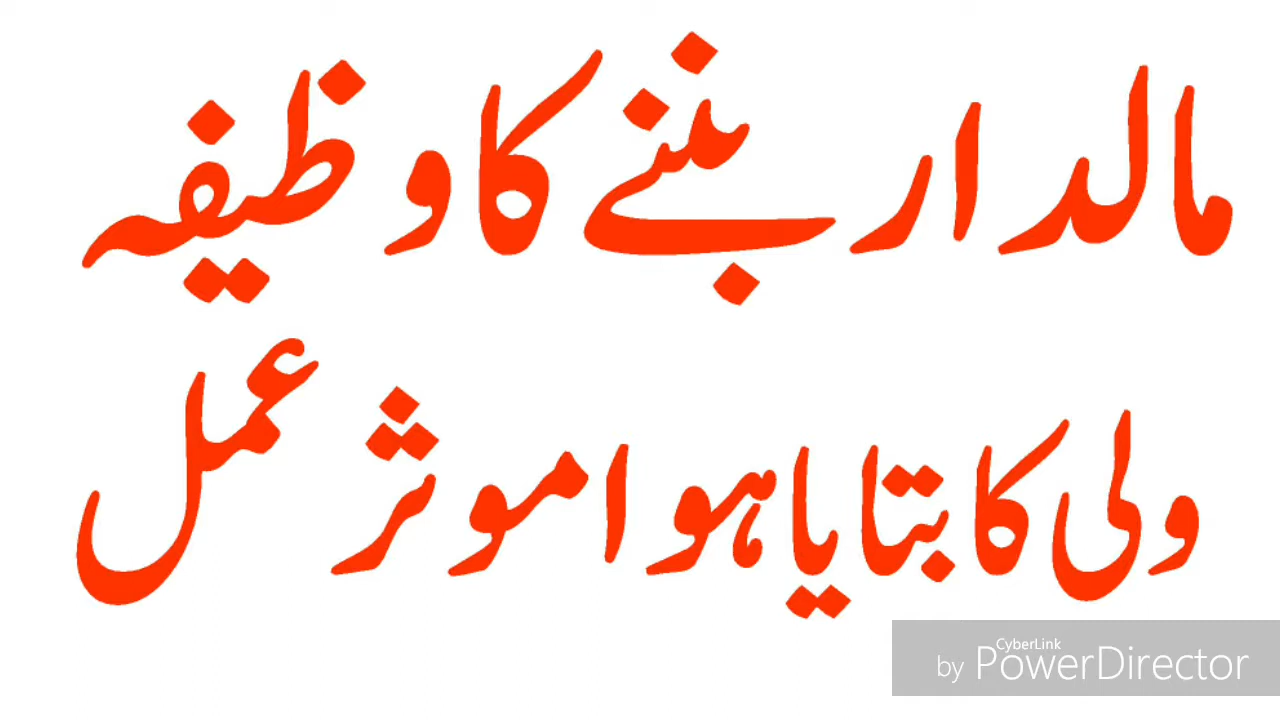 مالدار بننے کا وظیفہ
ولی کا بتایا ہوا موثر عمل
CyberLink
by PowerDirector